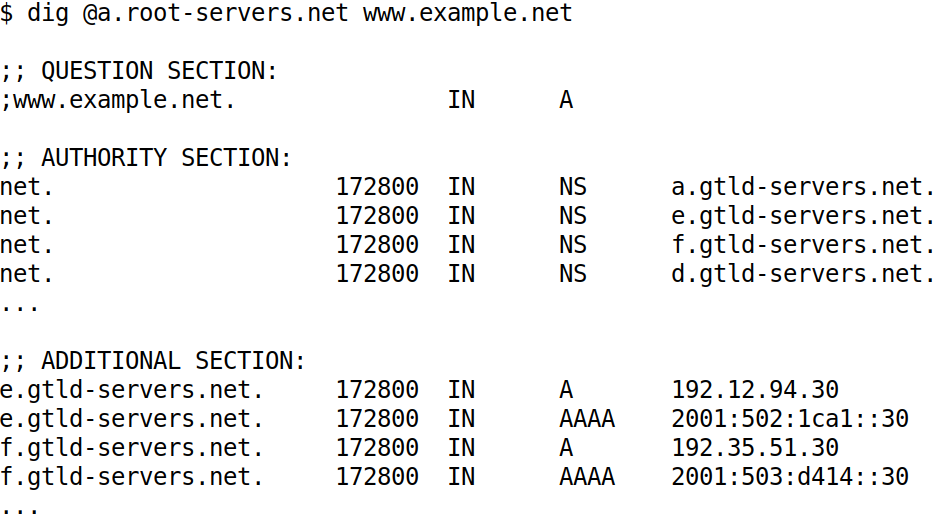 $ dig @a.root-servers.net www.example.net
;; QUESTION SECTION:
;www.example.net. IN A
;; AUTHORITY SECTION:
net. 172800 IN NS a.gtld-servers.net.
net. 172800 IN NS e.gtld-servers.net.
net. 172800 IN NS f.gtld-servers.net.
net. 172800 IN NS d.gtld-servers.net.
...
;; ADDITIONAL SECTION:
e.gtld-servers.net. 172800 IN A 192.12.94.30
e.gtld-servers.net. 172800 IN AAAA 2001:502:1ca1::30
f.gtld-servers.net. 172800 IN A 192.35.51.30
f.gtld-servers.net. 172800 IN AAAA 2001:503:d414::30
...